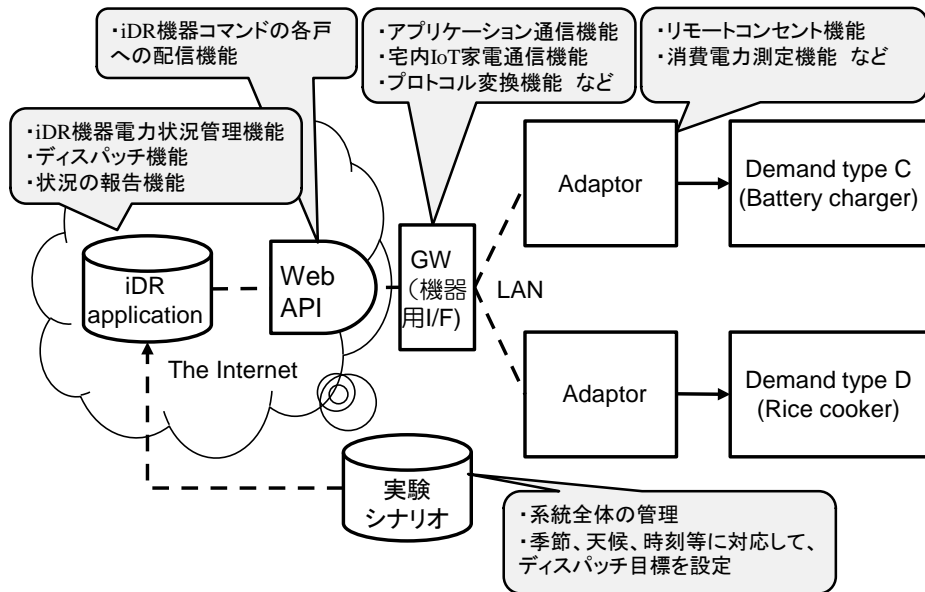 ・iDR機器コマンドの各戸
への配信機能
・アプリケーション通信機能
・宅内IoT家電通信機能
・プロトコル変換機能 など
・リモートコンセント機能
・消費電力測定機能 など
・iDR機器電力状況管理機能
・ディスパッチ機能
・状況の報告機能
Adaptor
Demand type C
(Battery charger)
iDR
application
Web
API
GW
（機器
用I/F)
LAN
The Internet
Adaptor
Demand type D
(Rice cooker)
実験
シナリオ
・系統全体の管理
・季節、天候、時刻等に対応して、
ディスパッチ目標を設定